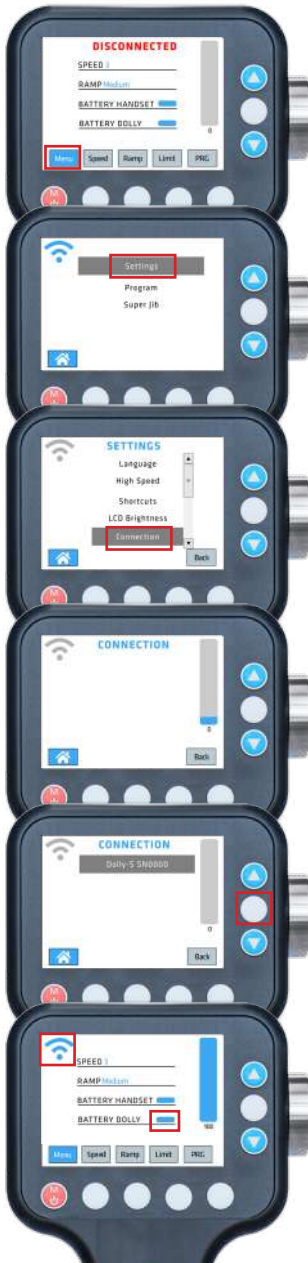 DISCONNECTED
SPEED 3
RAMP Medium
BATTERY HANDSET
BATTERY DOLLY
0
Menu Speed Ramp Limit PRG
M
Settings
Program
Super Jib
M
SETTINGS
Language
High Speed
Shortcuts
LCD Brightness
Connection
Back
M
CONNECTION
0
Back
M
CONNECTION
Dolly-S SN0000
0
Back
M
SPEED 3
RAMP Medium
BATTERY HANDSET
BATTERY DOLLY
100
Menu Speed Ramp Limit PRG
M